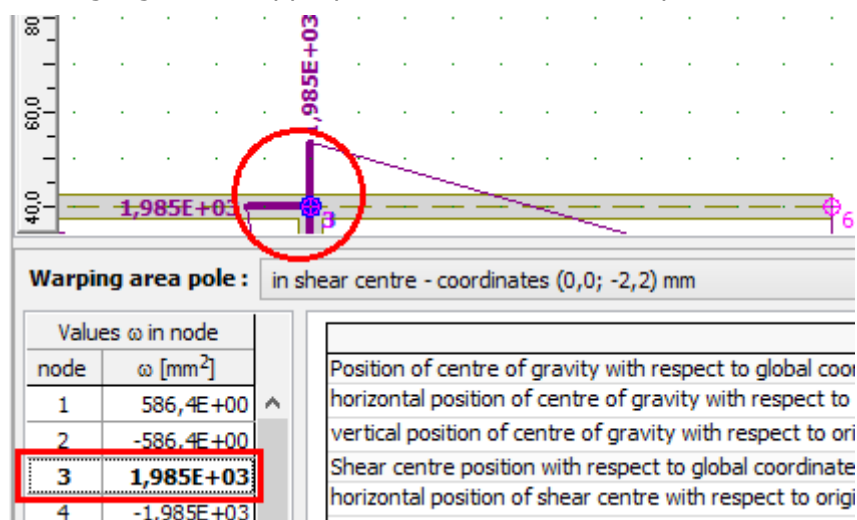 80
60,0
40,0
1,985E+03
1,985E+03
3
6
Warping area pole : in shear centre - coordinates (0,0; -2,2) mm
Values ω in node
node ω [mm²]
1 586,4E+00
2 -586,4E+00
3 1,985E+03
4 -1,985E+03
Position of centre of gravity with respect to global
horizontal position of centre of gravity with respect to
vertical position of centre of gravity with respect to
Shear centre position with respect to global coordinate
horizontal position of shear centre with respect to